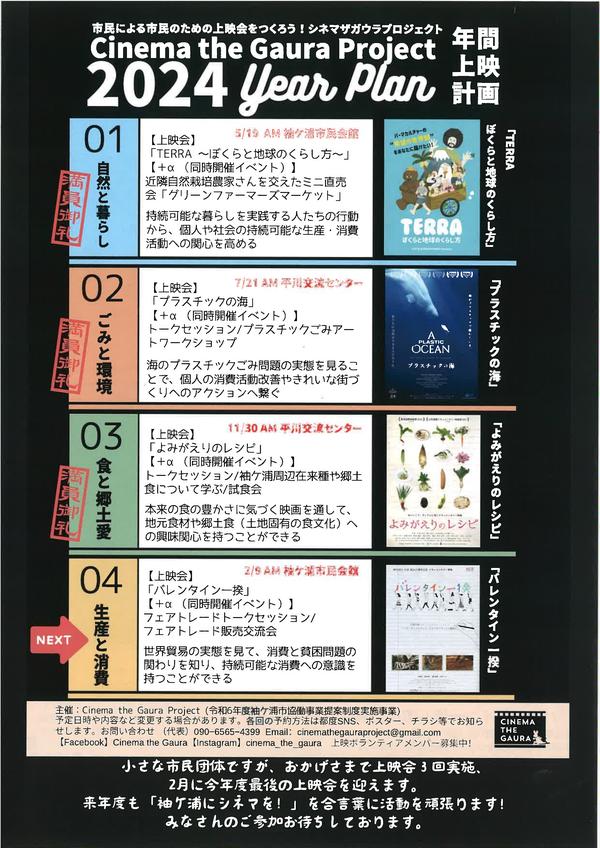 市民による市民のための上映会をつくろう！シネマザガウラプロジェクト
Cinema the Gaura Project
2024 Year Plan
年間
上映
計画
01
自然と暮らし
満員御礼
5/19 AM 袖ケ浦市民会館
【上映会】
「TERRA ～ぼくらと地球のくらし方～」
【+α （同時開催イベント）】
近隣自然栽培農家さんを交えたミニ直売
会「グリーンファーマーズマーケット」
持続可能な暮らしを実践する人たちの行動
から、個人や社会の持続可能な生産・消費
活動への関心を高める
パーマカルチャーの
TERRA
ぼくらと地球のくらし方
「TERRA
ぼくらと地球のくらし方」
02
ごみと環境
満員御礼
7/21 AM 平川交流センター
【上映会】
「プラスチックの海」
【+α （同時開催イベント）】
トークセッション/プラスチックごみアー
トワークショップ
海のプラスチックごみ問題の実態を見るこ
とで、個人の消費活動改善やきれいな街づ
くりへのアクションへ繋ぐ
A
PLASTIC
OCEAN
プラスチックの海
「プラスチックの海」
03
食と郷土愛
満員御礼
11/30 AM 平川交流センター
【上映会】
「よみがえりのレシピ」
【+α （同時開催イベント）】
トークセッション/袖ケ浦周辺在来種や郷土
食について学ぶ/試食会
本来の食の豊かさに気づく映画を通して、
地元食材や郷土食（土地固有の食文化）へ
の興味関心を持つことができる
よみがえりのレシピ
「よみがえりのレシピ」
04
生産と消費
NEXT
2/9 AM 袖ケ浦市民会館
【上映会】
「バレンタイン一揆」
【+α （同時開催イベント）】
フェアトレードトークセッション/
フェアトレード販売交流会
世界貿易の実態を見て、消費と貧困問題の
関わりを知り、持続可能な消費への意識を
持つことができる
バレンタイン一揆
「バレンタイン一揆」
主催：Cinema the Gaura Project（令和6年度袖ケ浦市協働事業提案制度実施事業）
予定日時や内容など変更する場合があります。各回の予約方法は都度SNS、ポスター、チラシ等でお知ら
せします。お問い合わせ （代表）090−6565−4399 Email：cinemathegauraproject@gmail.com
【Facebook】Cinema the Gaura【Instagram】cinema_the_gaura 上映ボランティアメンバー募集中！
CINEMA
THE
GAURA
小さな市民団体ですが、おかげさまで上映会3回実施、
2月に今年度最後の上映会を迎えます。
来年度も「袖ケ浦にシネマを！」を合言葉に活動を頑張ります！
みなさんのご参加お待ちしております。